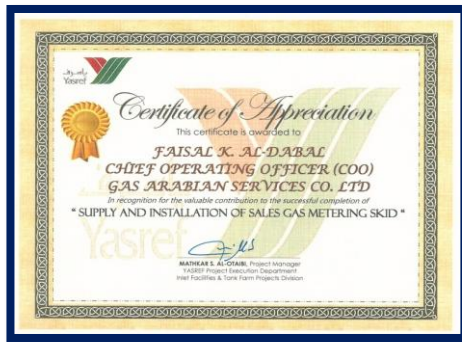 ياسرف
Yasref
Certificate of Appreciation
This certificate is awarded to
FAISAL K. AL-DABAL
CHIEF OPERATING OFFICER (COO)
GAS ARABIAN SERVICES CO. LTD
In recognition for the valuable contribution to the successful completion of
" SUPPLY AND INSTALLATION OF SALES GAS METERING SKID "
Yasref
MATHKAR S. AL-OTAIBI, Project Manager
YASREF Project Execution Department
Inlet Facilities & Tank Farm Projects Division